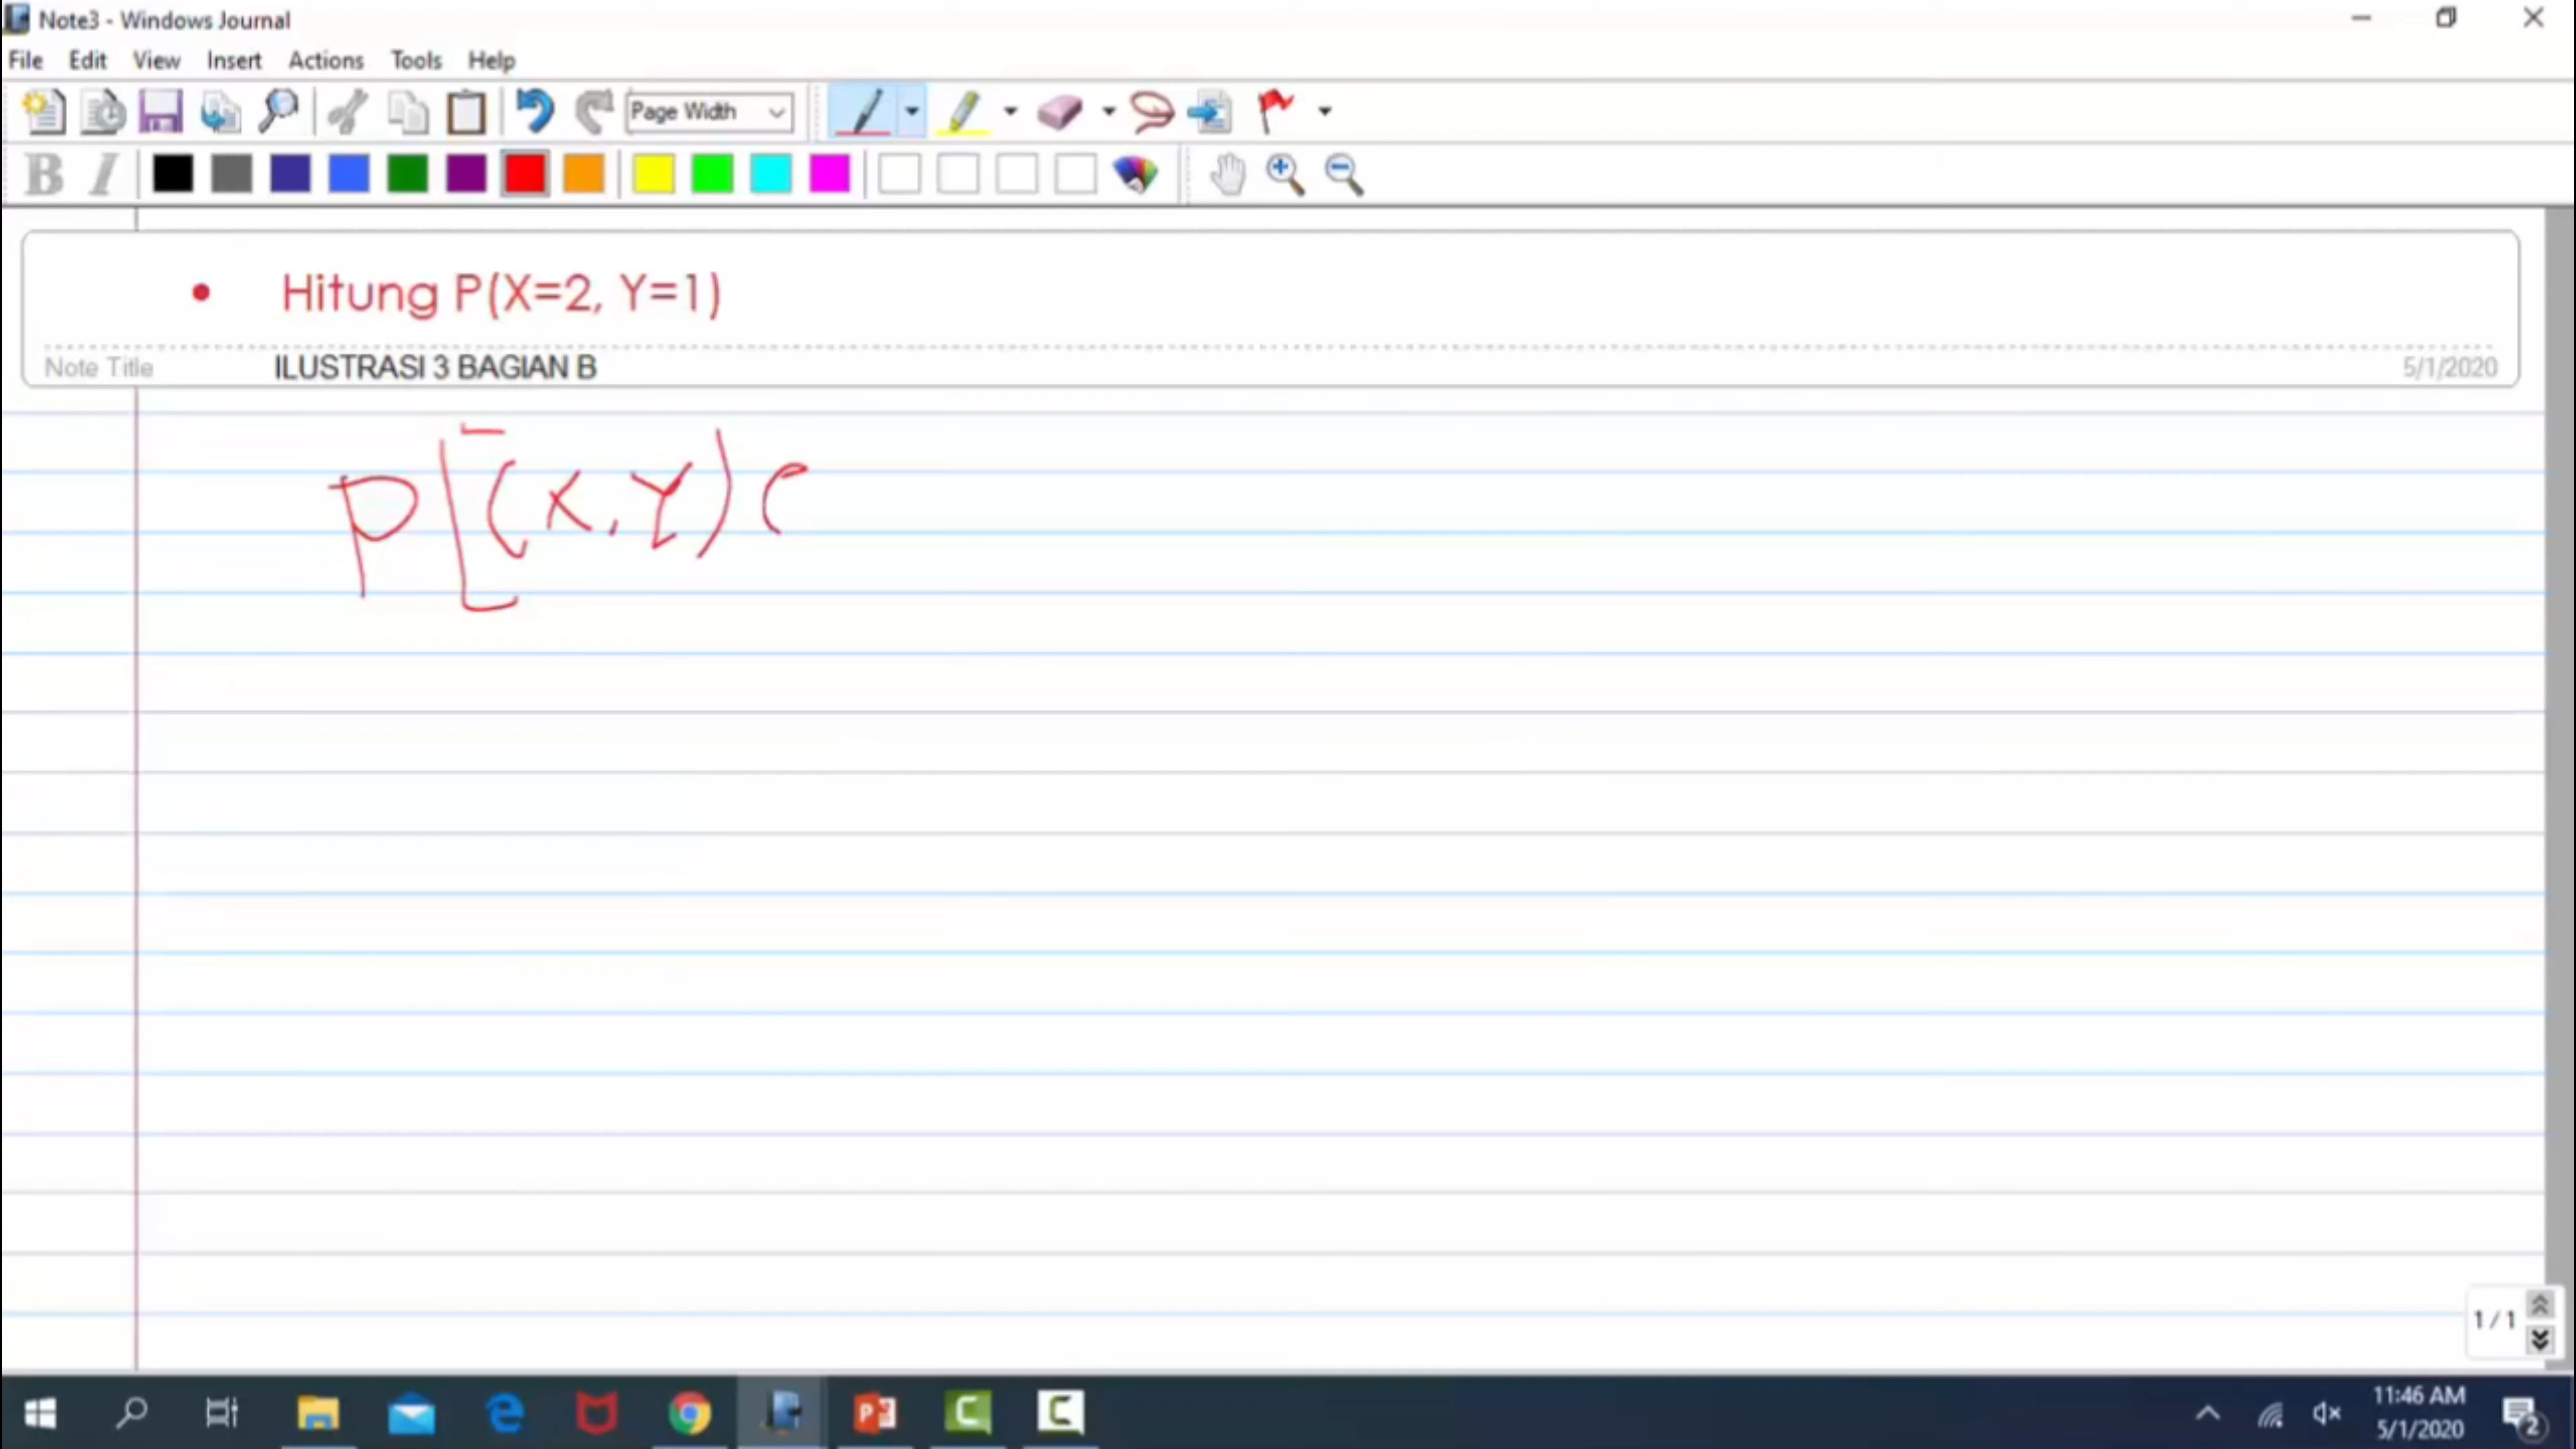 Note3 - Windows Journal
File Edit View Insert Actions Tools Help
Page Width
B I
• Hitung P(X=2, Y=1)
Note Title ILUSTRASI 3 BAGIAN B 5/1/2020
P[(X,Y)
1 / 1
11:46 AM
5/1/2020
2